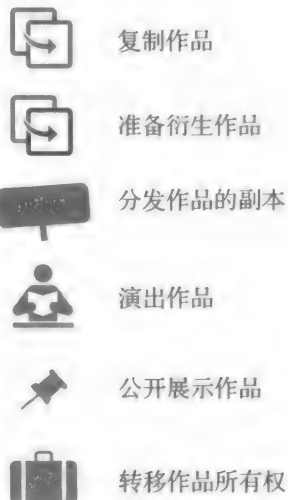 复制作品
准备衍生作品
分发作品的副本
演出作品
公开展示作品
转移作品所有权